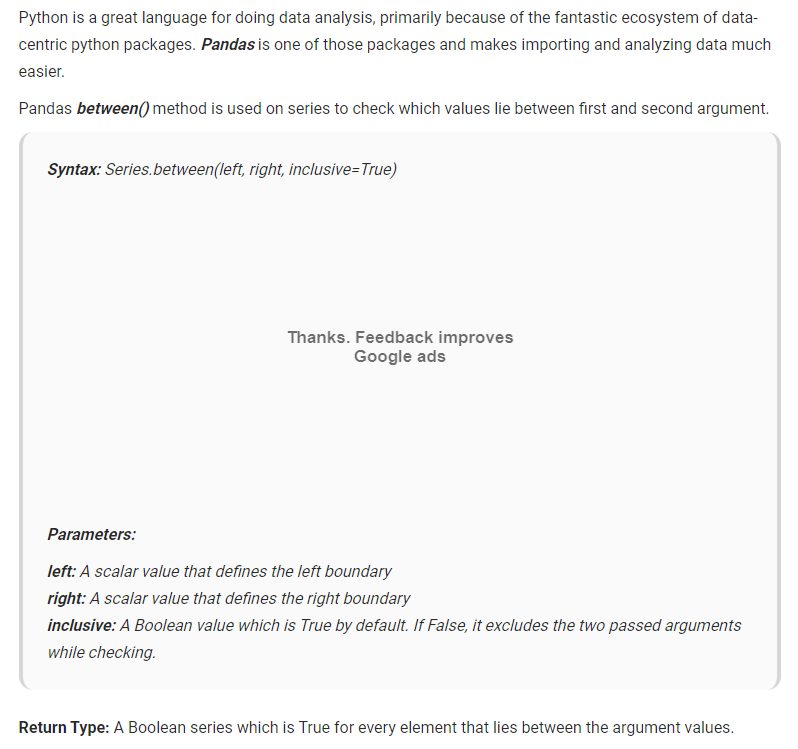 Python is a great language for doing data analysis, primarily because of the fantastic ecosystem of data-
centric python packages. Pandas is one of those packages and makes importing and analyzing data much
easier.
Pandas between() method is used on series to check which values lie between first and second argument.
Syntax: Series.between(left, right, inclusive=True)
Thanks. Feedback improves
Google ads
Parameters:
left: A scalar value that defines the left boundary
right: A scalar value that defines the right boundary
inclusive: A Boolean value which is True by default. If False, it excludes the two passed arguments
while checking.
Return Type: A Boolean series which is True for every element that lies between the argument values.